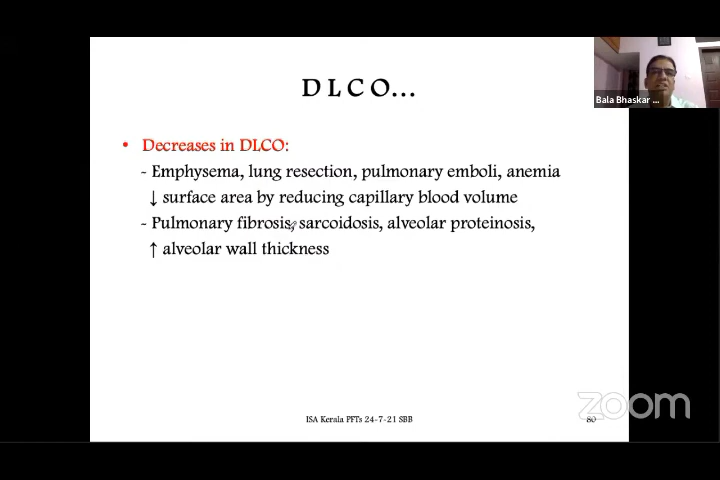 D L C O...
Bala Bhaskar ...
• Decreases in DLCO:
- Emphysema, lung resection, pulmonary emboli, anemia
↓ surface area by reducing capillary blood volume
- Pulmonary fibrosis, sarcoidosis, alveolar proteinosis,
↑ alveolar wall thickness
ISA Kerala PFTs 24-7-21 SBB
80
zoom